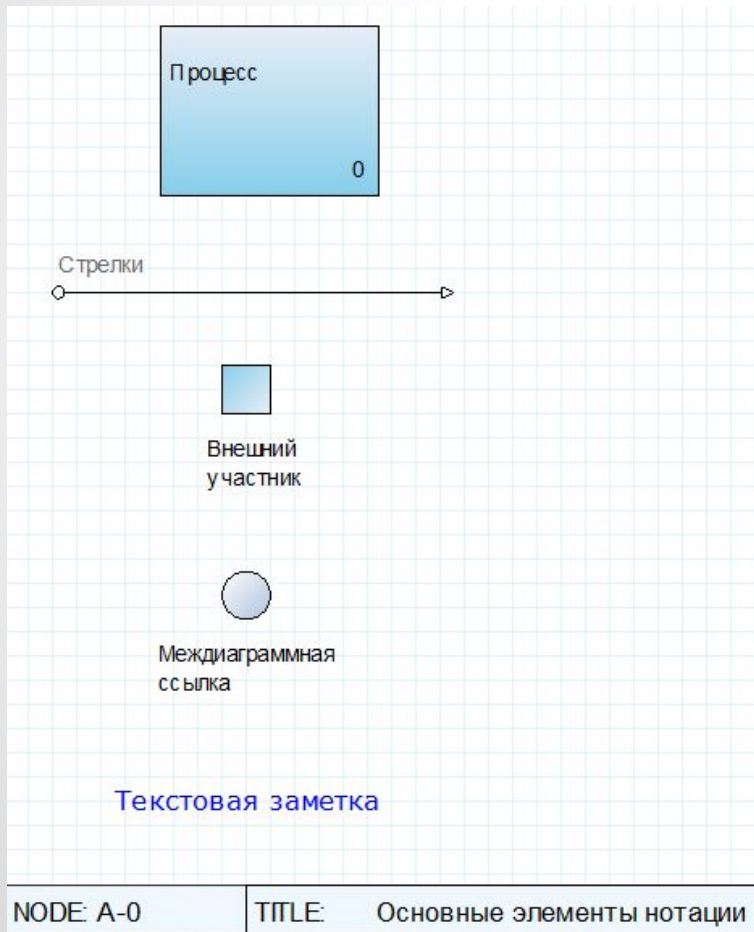 Процесс
0
Стрелки
Внешний
участник
Междиаграммная
ссылка
Текстовая заметка
NODE: A-0 TITLE: Основные элементы нотации